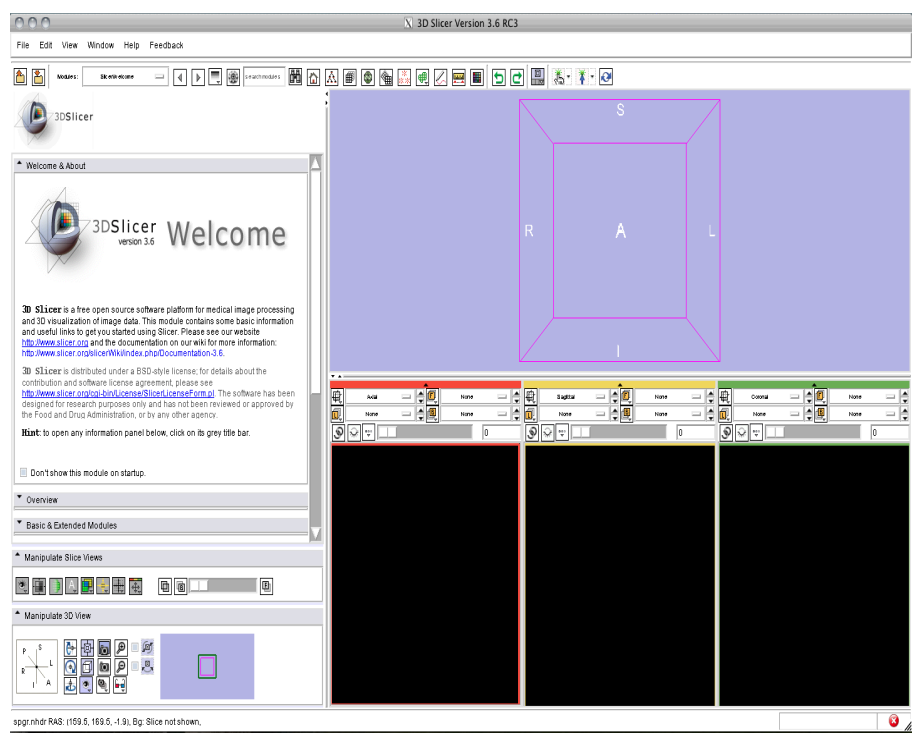 3D Slicer Version 3.6 RC3
File Edit View Window Help Feedback
Modules: SlicerWelcome searchmodules
3DSlicer
Welcome & About
3DSlicer
version 3.6
Welcome
3D Slicer is a free open source software platform for medical image processing
and 3D visualization of image data. This module contains some basic information
and useful links to get you started using Slicer. Please see our website
http://www.slicer.org and the documentation on our wiki for more information:
http://www.slicer.org/slicerWiki/index.php/Documentation-3.6.
3D Slicer is distributed under a BSD-style license; for details about the
contribution and software license agreement, please see
http://www.slicer.org/cgi-bin/License/SlicerLicenseForm.pl. The software has been
designed for research purposes only and has not been reviewed or approved by
the Food and Drug Administration, or by any other agency.
Hint: to open any information panel below, click on its grey title bar.
Don't show this module on startup.
Overview
Basic & Extended Modules
Manipulate Slice Views
Manipulate 3D View
P S
R L
I A
S
R A L
I
Axial None
None None
0
Sagittal None
None None
0
Coronal None
None None
0
spgr.nhdr RAS: (159.5, 169.5, -1.9), Bg: Slice not shown,